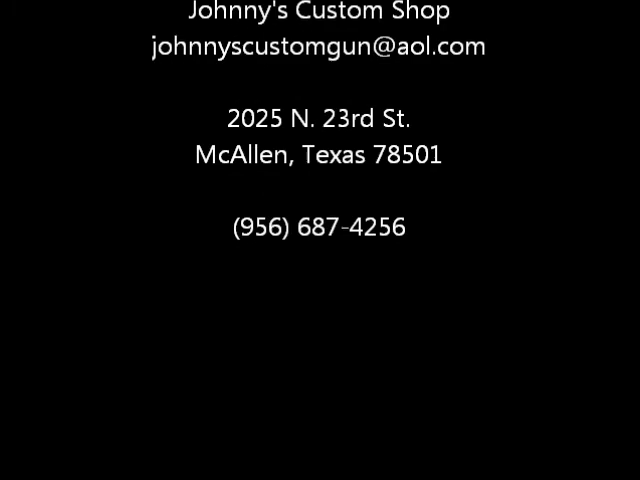 Johnny's Custom Shop
johnnyscustomgun@aol.com
2025 N. 23rd St.
McAllen, Texas 78501
(956) 687-4256